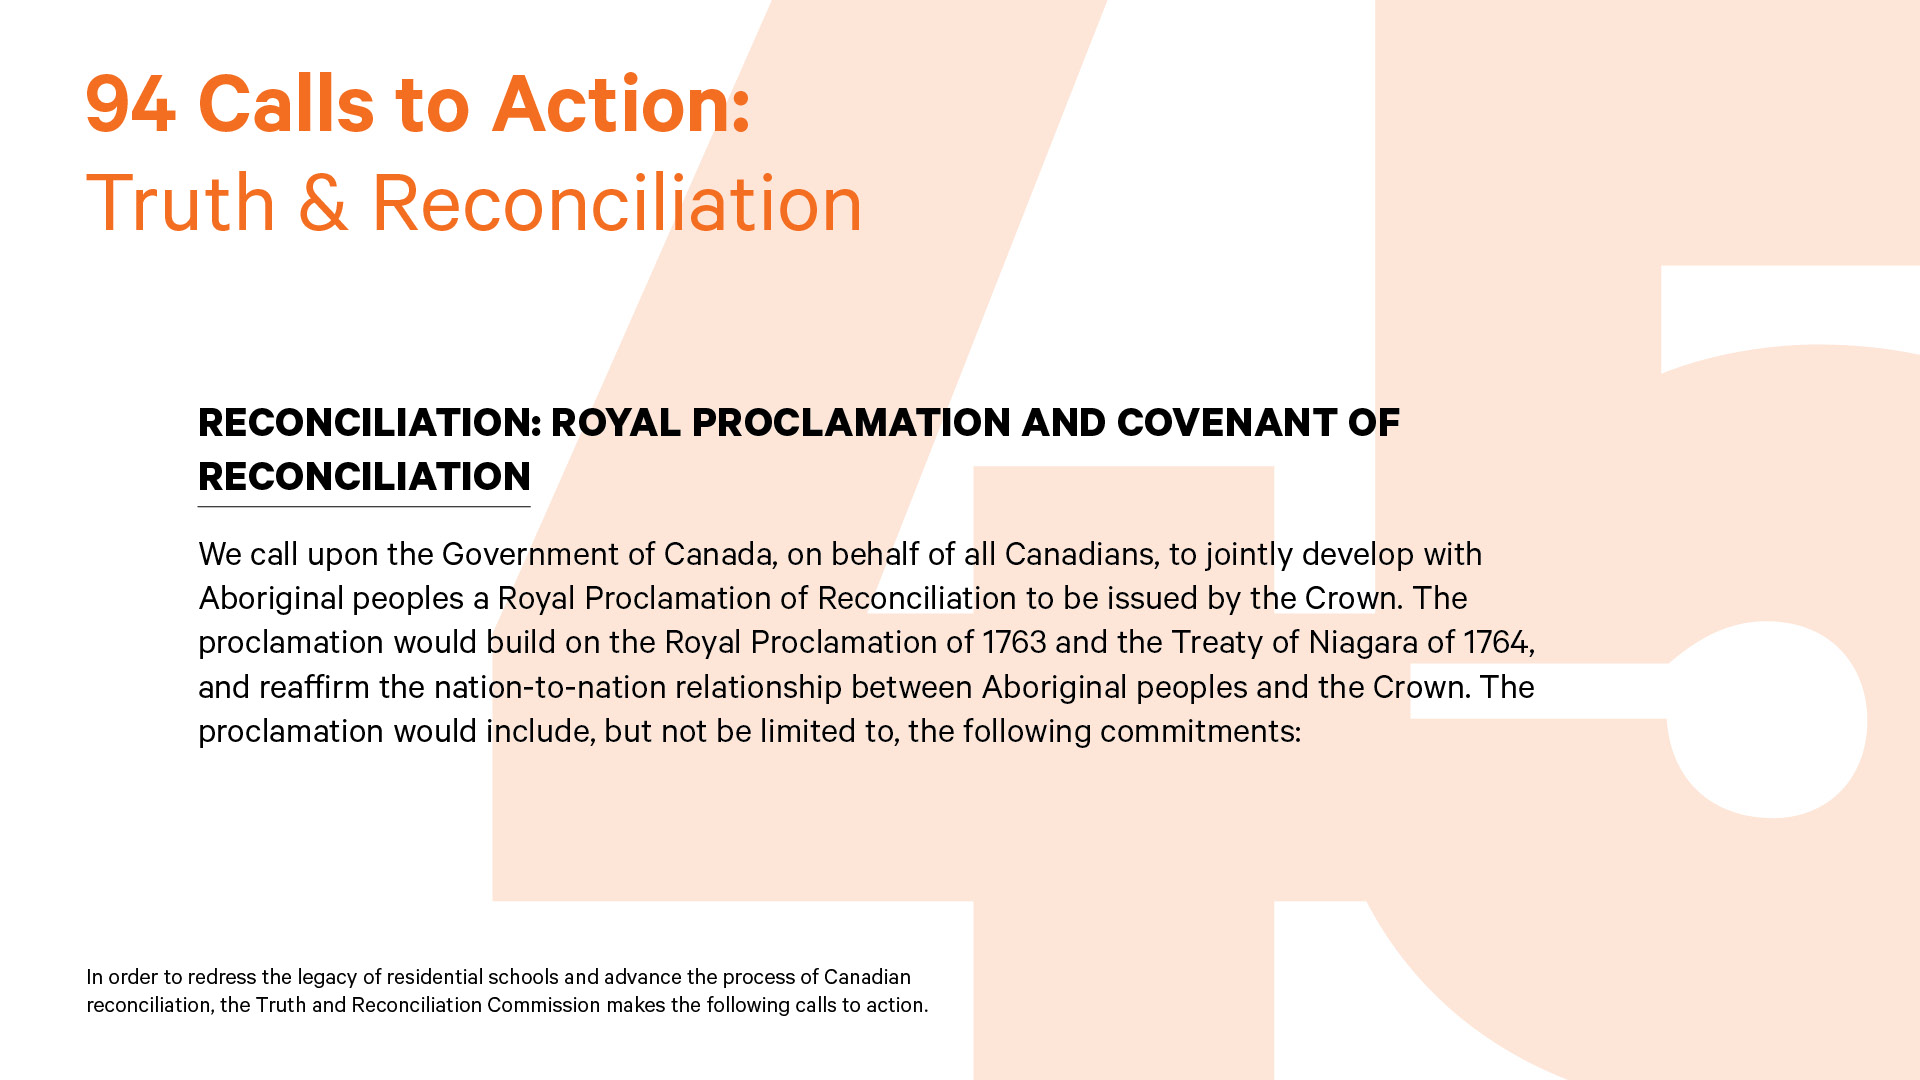 94 Calls to Action:
Truth & Reconciliation
45
RECONCILIATION: ROYAL PROCLAMATION AND COVENANT OF
RECONCILIATION
We call upon the Government of Canada, on behalf of all Canadians, to jointly develop with
Aboriginal peoples a Royal Proclamation of Reconciliation to be issued by the Crown. The
proclamation would build on the Royal Proclamation of 1763 and the Treaty of Niagara of 1764,
and reaffirm the nation-to-nation relationship between Aboriginal peoples and the Crown. The
proclamation would include, but not be limited to, the following commitments:
In order to redress the legacy of residential schools and advance the process of Canadian
reconciliation, the Truth and Reconciliation Commission makes the following calls to action.